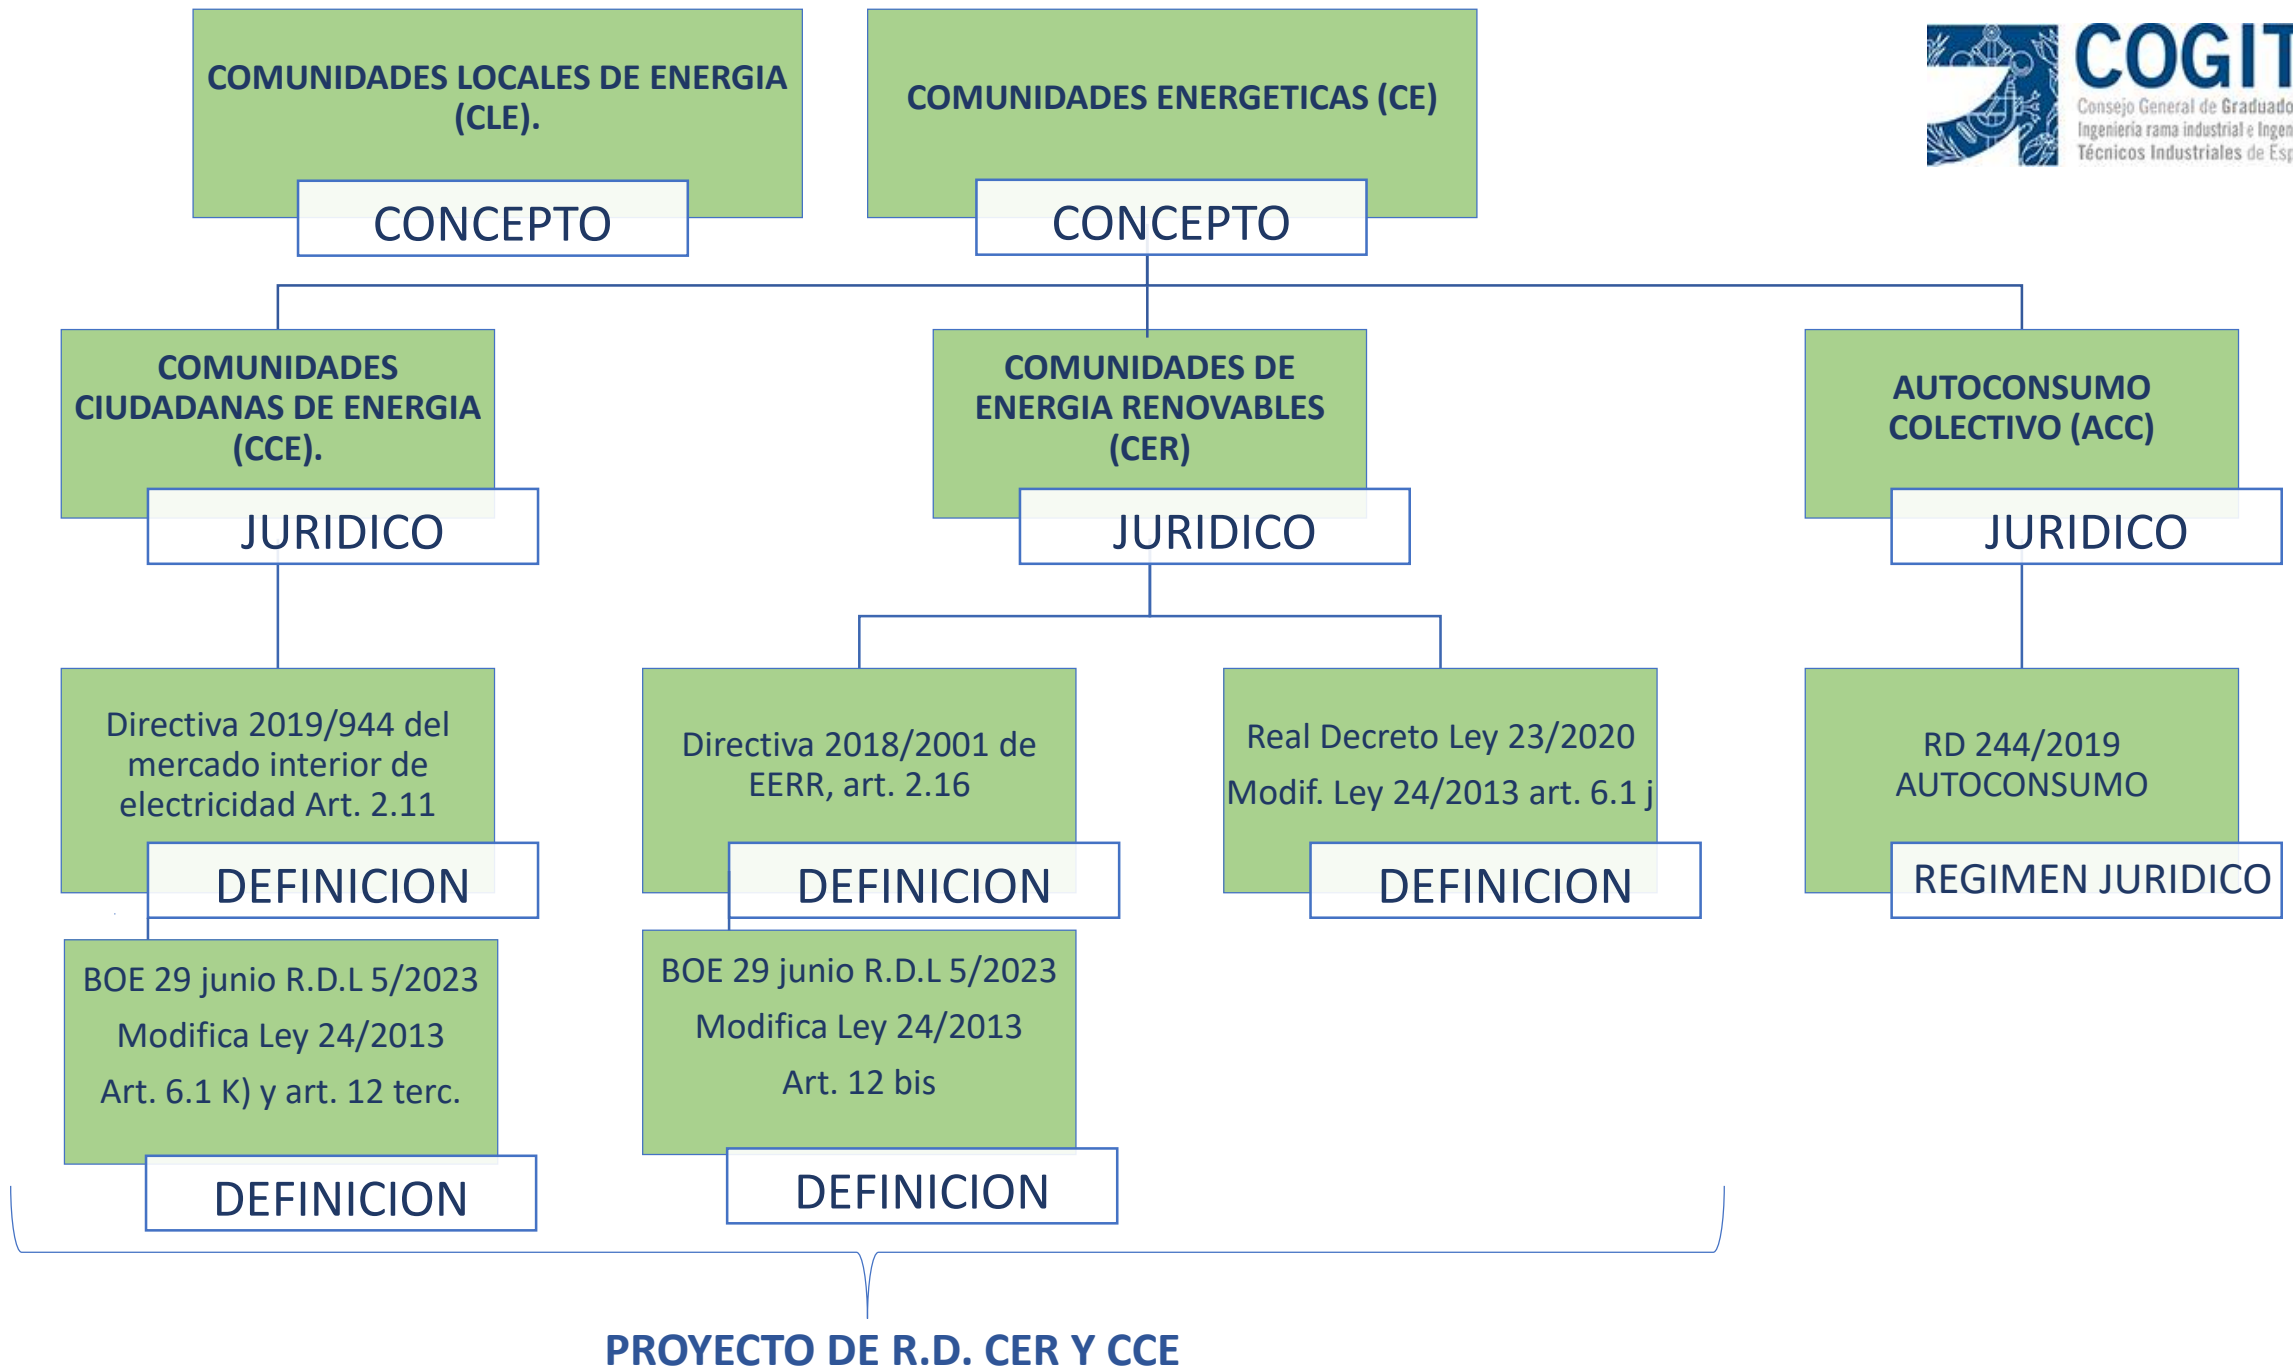 COMUNIDADES LOCALES DE ENERGIA
(CLE).
CONCEPTO
COMUNIDADES ENERGETICAS (CE)
CONCEPTO
COGIT
Consejo General de Graduado
Ingeniería rama industrial e Ingen
Técnicos Industriales de Esp
COMUNIDADES
CIUDADANAS DE ENERGIA
(CCE).
JURIDICO
COMUNIDADES DE
ENERGIA RENOVABLES
(CER)
JURIDICO
AUTOCONSUMO
COLECTIVO (ACC)
JURIDICO
Directiva 2019/944 del
mercado interior de
electricidad Art. 2.11
DEFINICION
Directiva 2018/2001 de
EERR, art. 2.16
DEFINICION
Real Decreto Ley 23/2020
Modif. Ley 24/2013 art. 6.1 j
DEFINICION
RD 244/2019
AUTOCONSUMO
REGIMEN JURIDICO
BOE 29 junio R.D.L 5/2023
Modifica Ley 24/2013
Art. 6.1 K) y art. 12 terc.
DEFINICION
BOE 29 junio R.D.L 5/2023
Modifica Ley 24/2013
Art. 12 bis
DEFINICION
PROYECTO DE R.D. CER Y CCE